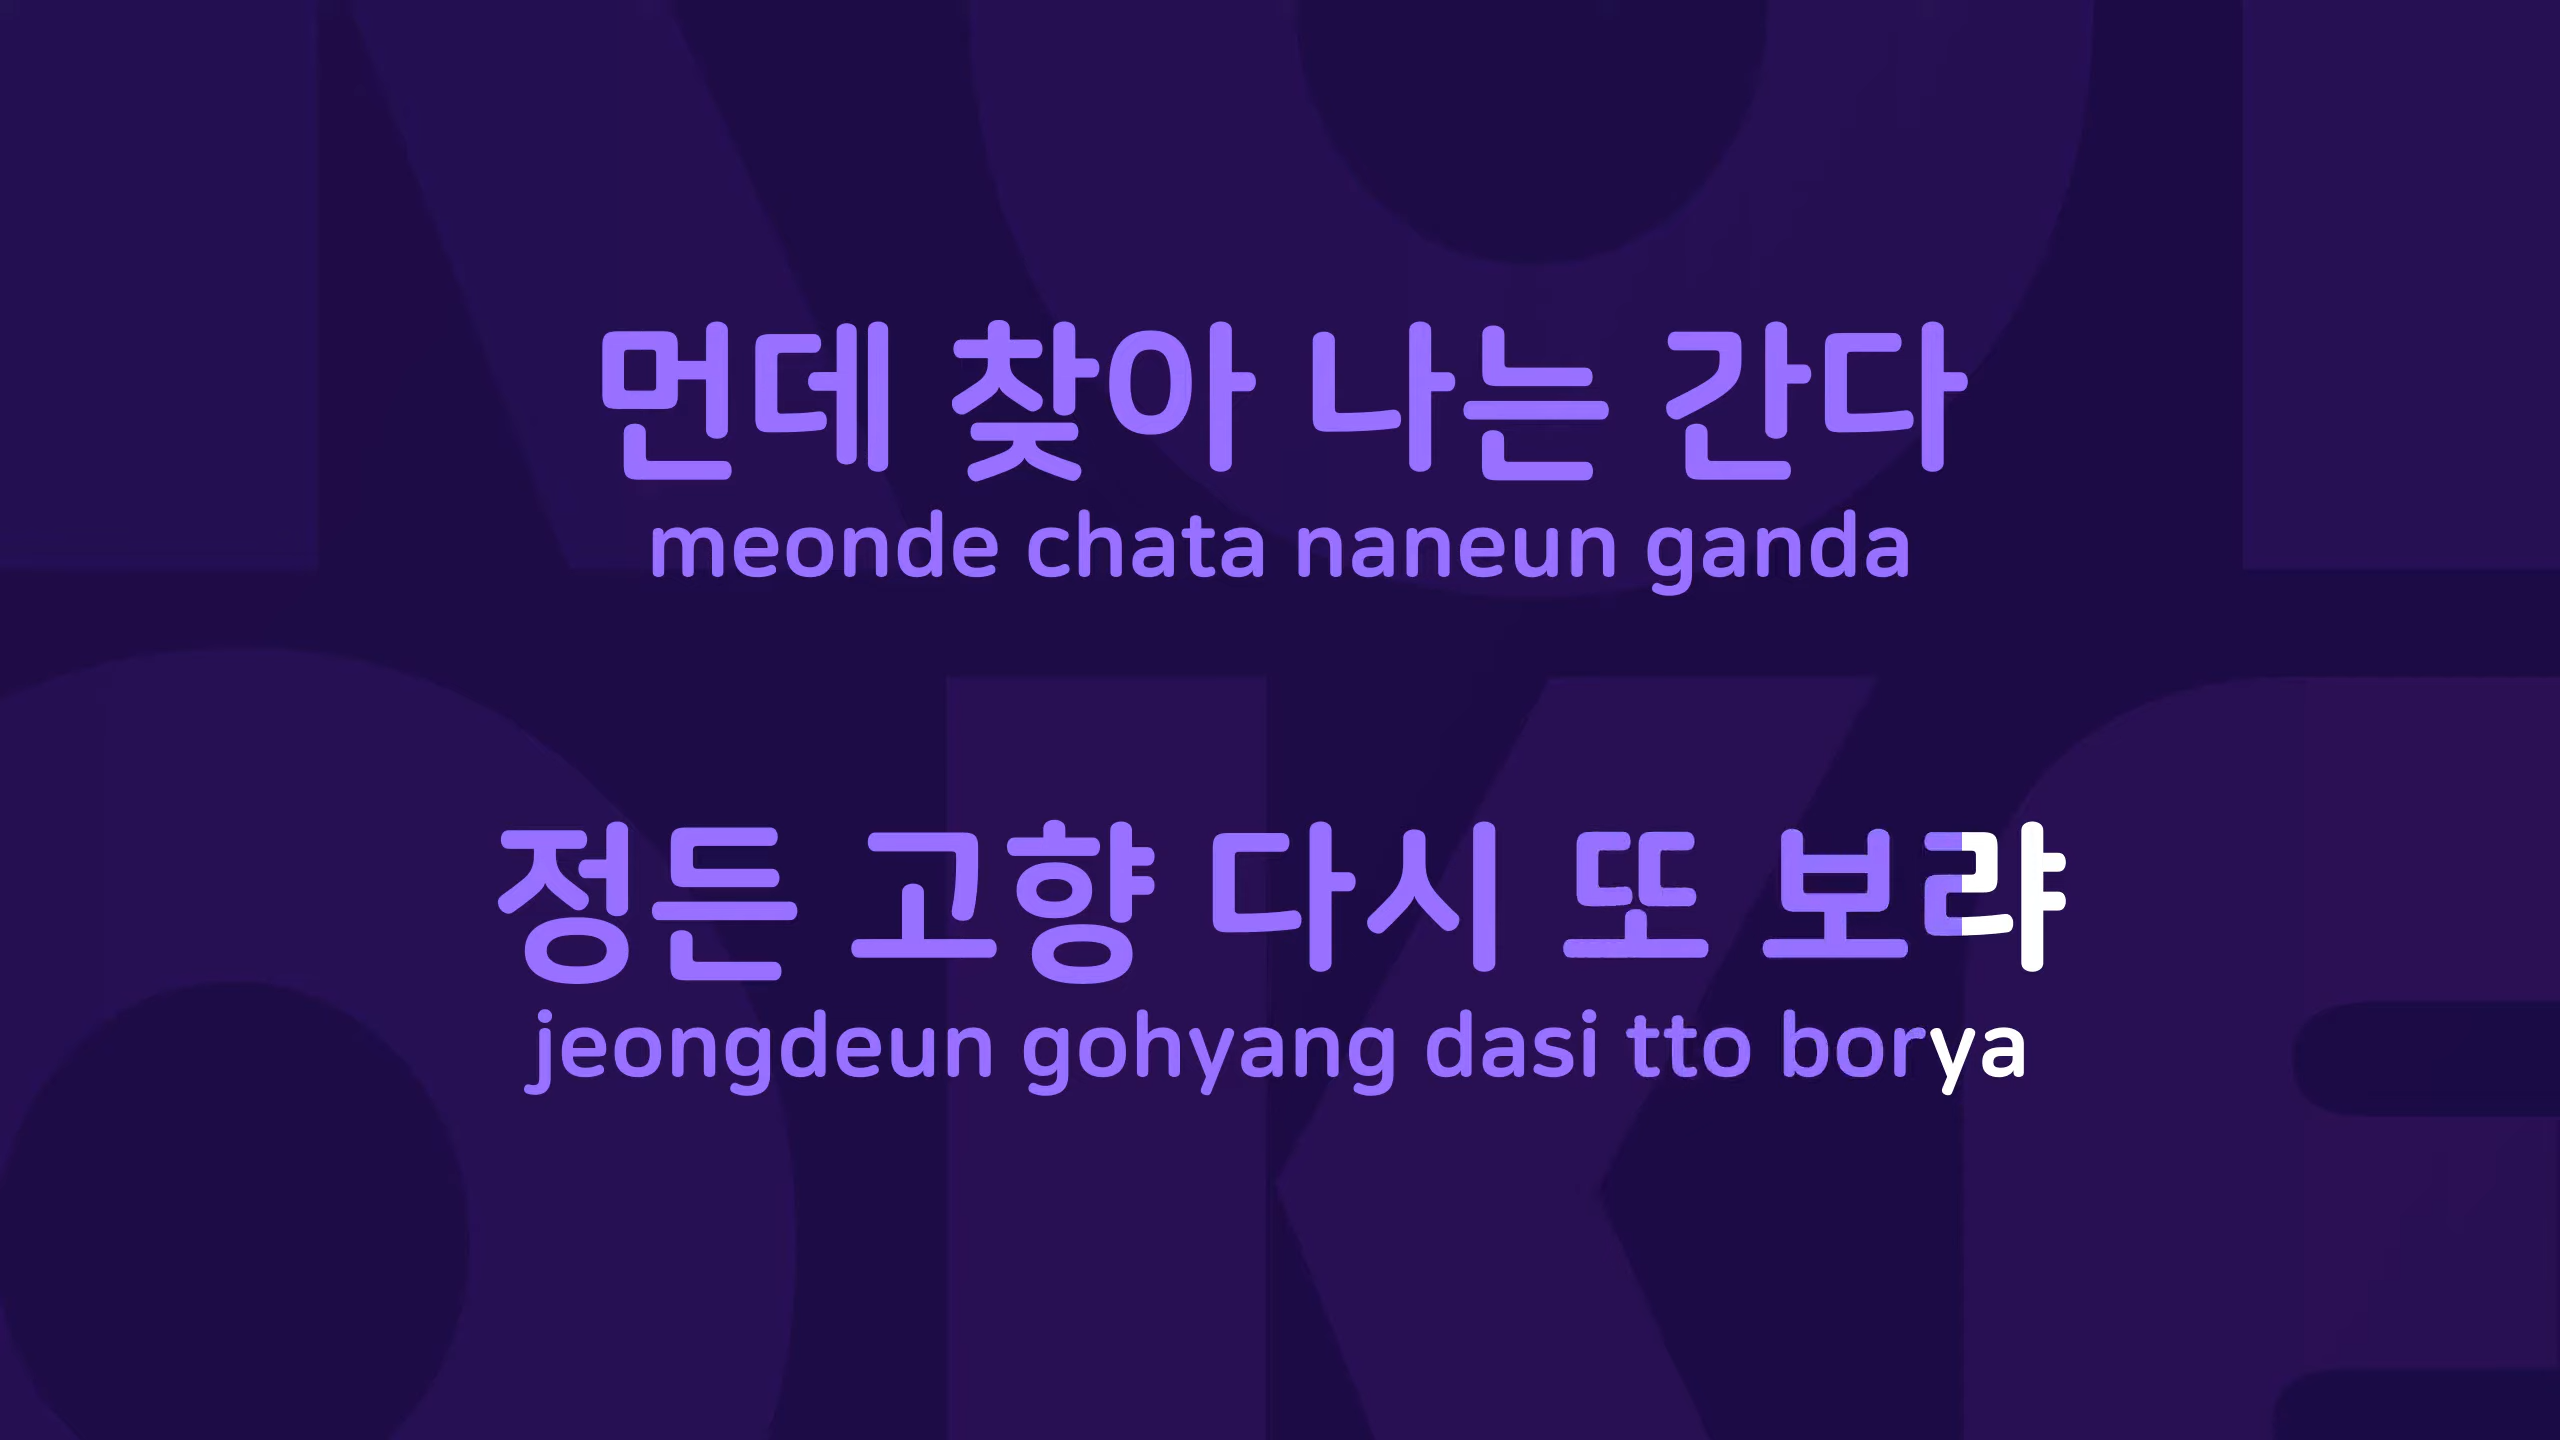 먼데 찾아 나는 간다
meonde chata naneun ganda
정든 고향 다시 또 보랴
jeongdeun gohyang dasi tto borya